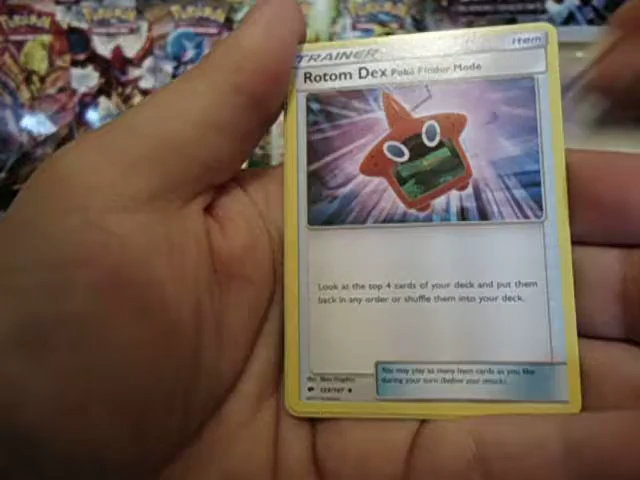 Pokémon
TRAINER
Item
Rotom Dex Poké Finder Mode
Look at the top 4 cards of your deck and put them
back in any order or shuffle them into your deck.
You may play as many Item cards as you like
during your turn (before your attack).